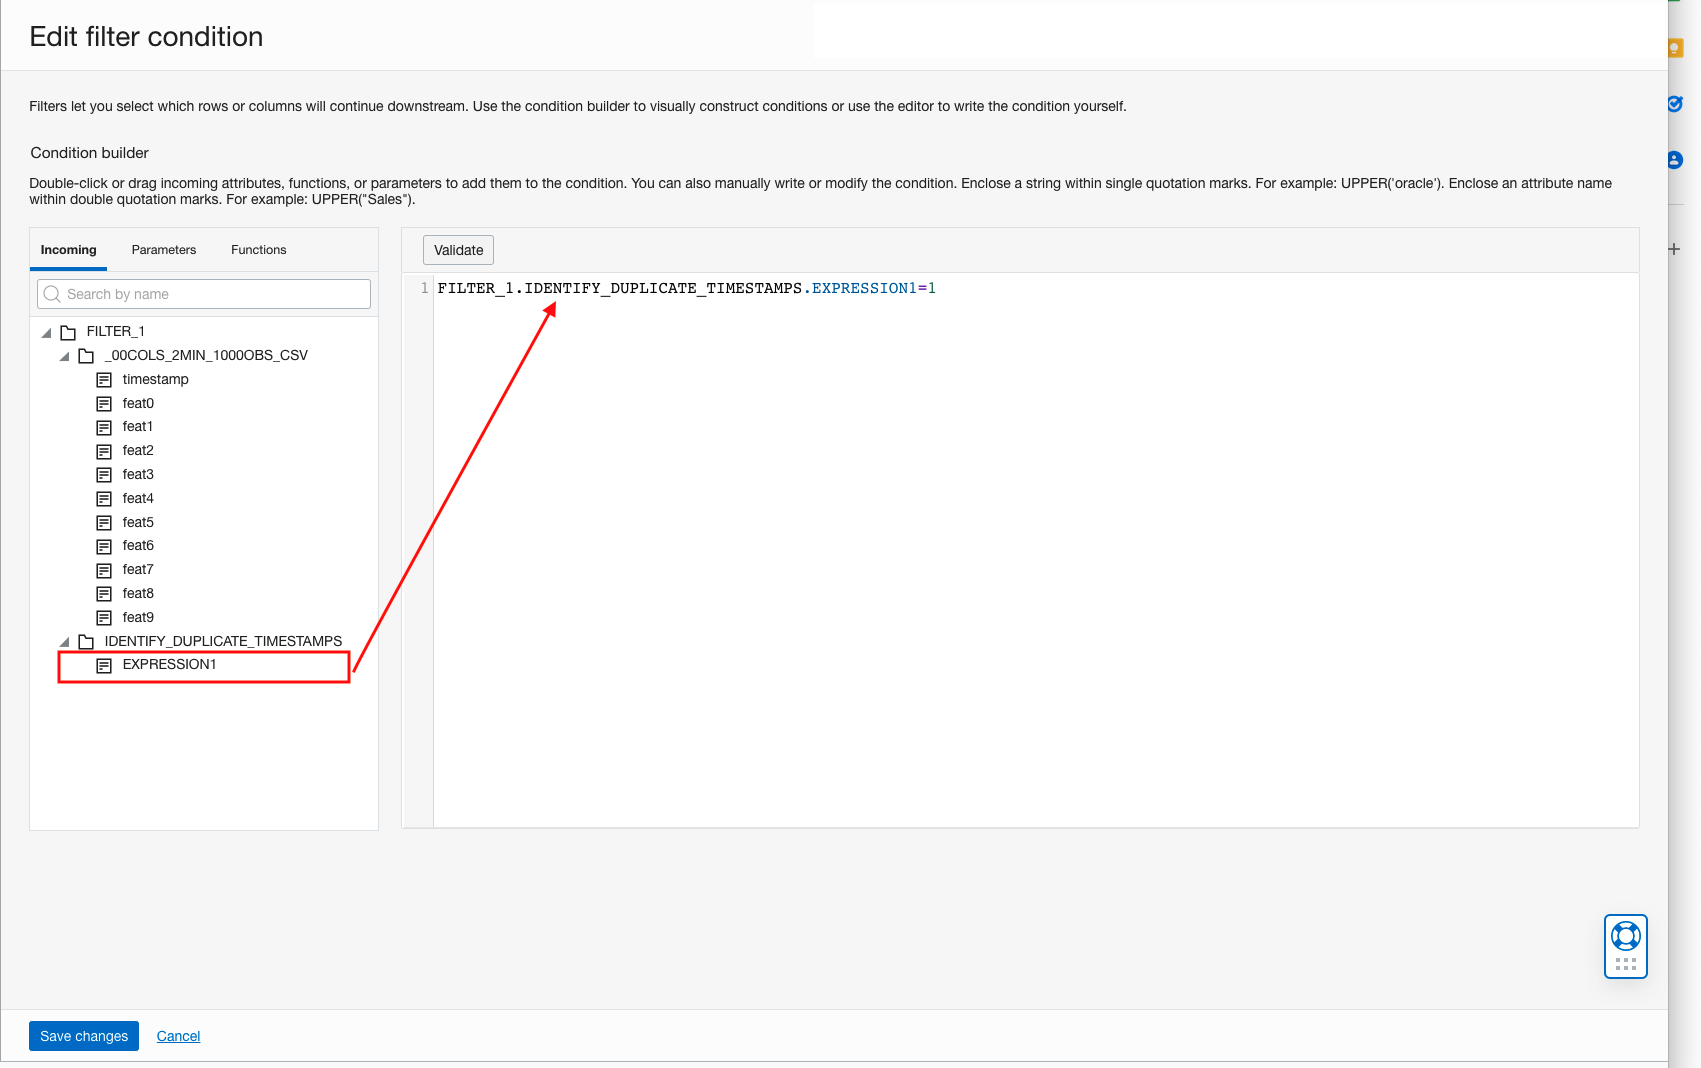 Edit filter condition
Filters let you select which rows or columns will continue downstream. Use the condition builder to visually construct conditions or use the editor to write the condition yourself.
Condition builder
Double-click or drag incoming attributes, functions, or parameters to add them to the condition. You can also manually write or modify the condition. Enclose a string within single quotation marks. For example: UPPER('oracle'). Enclose an attribute name
within double quotation marks. For example: UPPER("Sales").
Incoming Parameters Functions
Search by name
FILTER_1
_00COLS_2MIN_1000OBS_CSV
timestamp
feat0
feat1
feat2
feat3
feat4
feat5
feat6
feat7
feat8
feat9
IDENTIFY_DUPLICATE_TIMESTAMPS
EXPRESSION1
Validate
1 FILTER_1.IDENTIFY_DUPLICATE_TIMESTAMPS.EXPRESSION1=1
Save changes Cancel